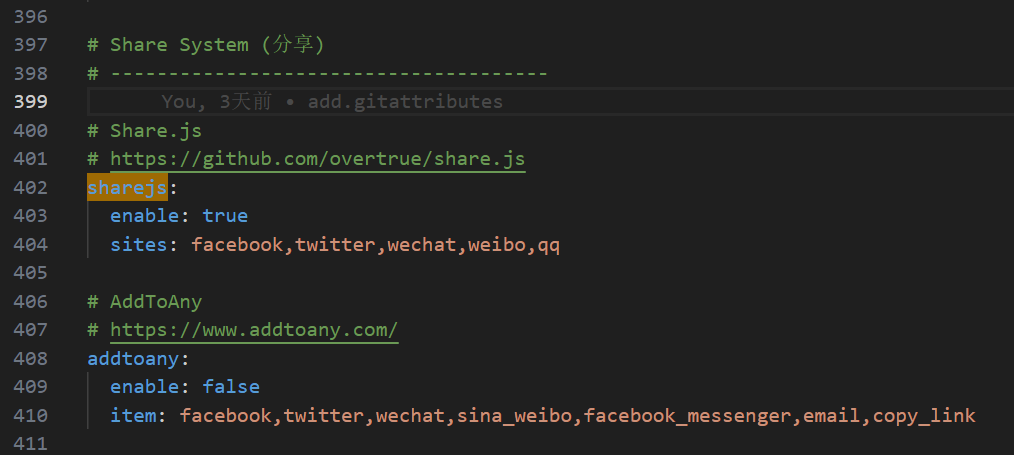 396
397 # Share System (分享)
398 # --------------------------------------
399 You, 3天前 • add.gitattributes
400 # Share.js
401 # https://github.com/overtrue/share.js
402 sharejs:
403 enable: true
404 sites: facebook,twitter,wechat,weibo,qq
405
406 # AddToAny
407 # https://www.addtoany.com/
408 addtoany:
409 enable: false
410 item: facebook,twitter,wechat,sina_weibo,facebook_messenger,email,copy_link
411